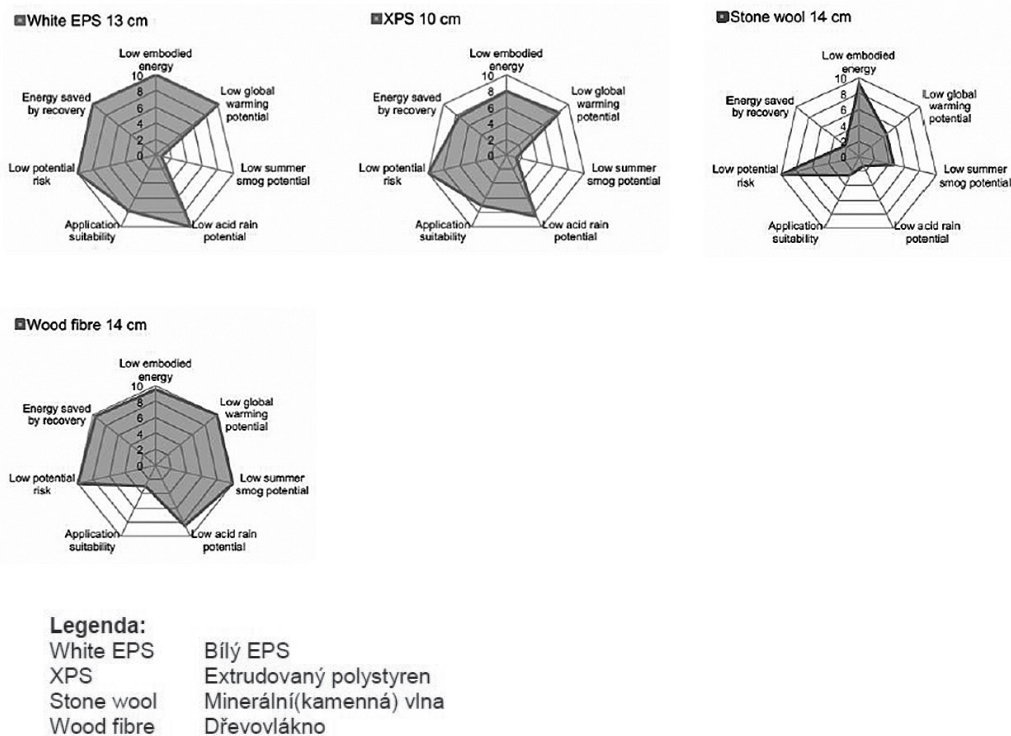 White EPS 13 cm
Low embodied
energy
Low global
warming
potential
Low summer
smog potential
Low acid rain
potential
Application
suitability
Low potential
risk
Energy saved
by recovery
10
8
6
4
2
0
XPS 10 cm
Low embodied
energy
Low global
warming
potential
Low summer
smog potential
Low acid rain
potential
Application
suitability
Low potential
risk
Energy saved
by recovery
10
8
6
4
2
0
Stone wool 14 cm
Low embodied
energy
Low global
warming
potential
Low summer
smog potential
Low acid rain
potential
Application
suitability
Low potential
risk
Energy saved
by recovery
10
8
6
4
2
0
Wood fibre 14 cm
Low embodied
energy
Low global
warming
potential
Low summer
smog potential
Low acid rain
potential
Application
suitability
Low potential
risk
Energy saved
by recovery
10
8
6
4
2
0
Legenda:
White EPS Bílý EPS
XPS Extrudovaný polystyren
Stone wool Minerální(kamenná) vlna
Wood fibre Dřevovlákno